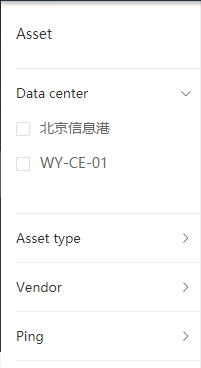 Asset
Data center
北京信息港
WY-CE-01
Asset type
Vendor
Ping